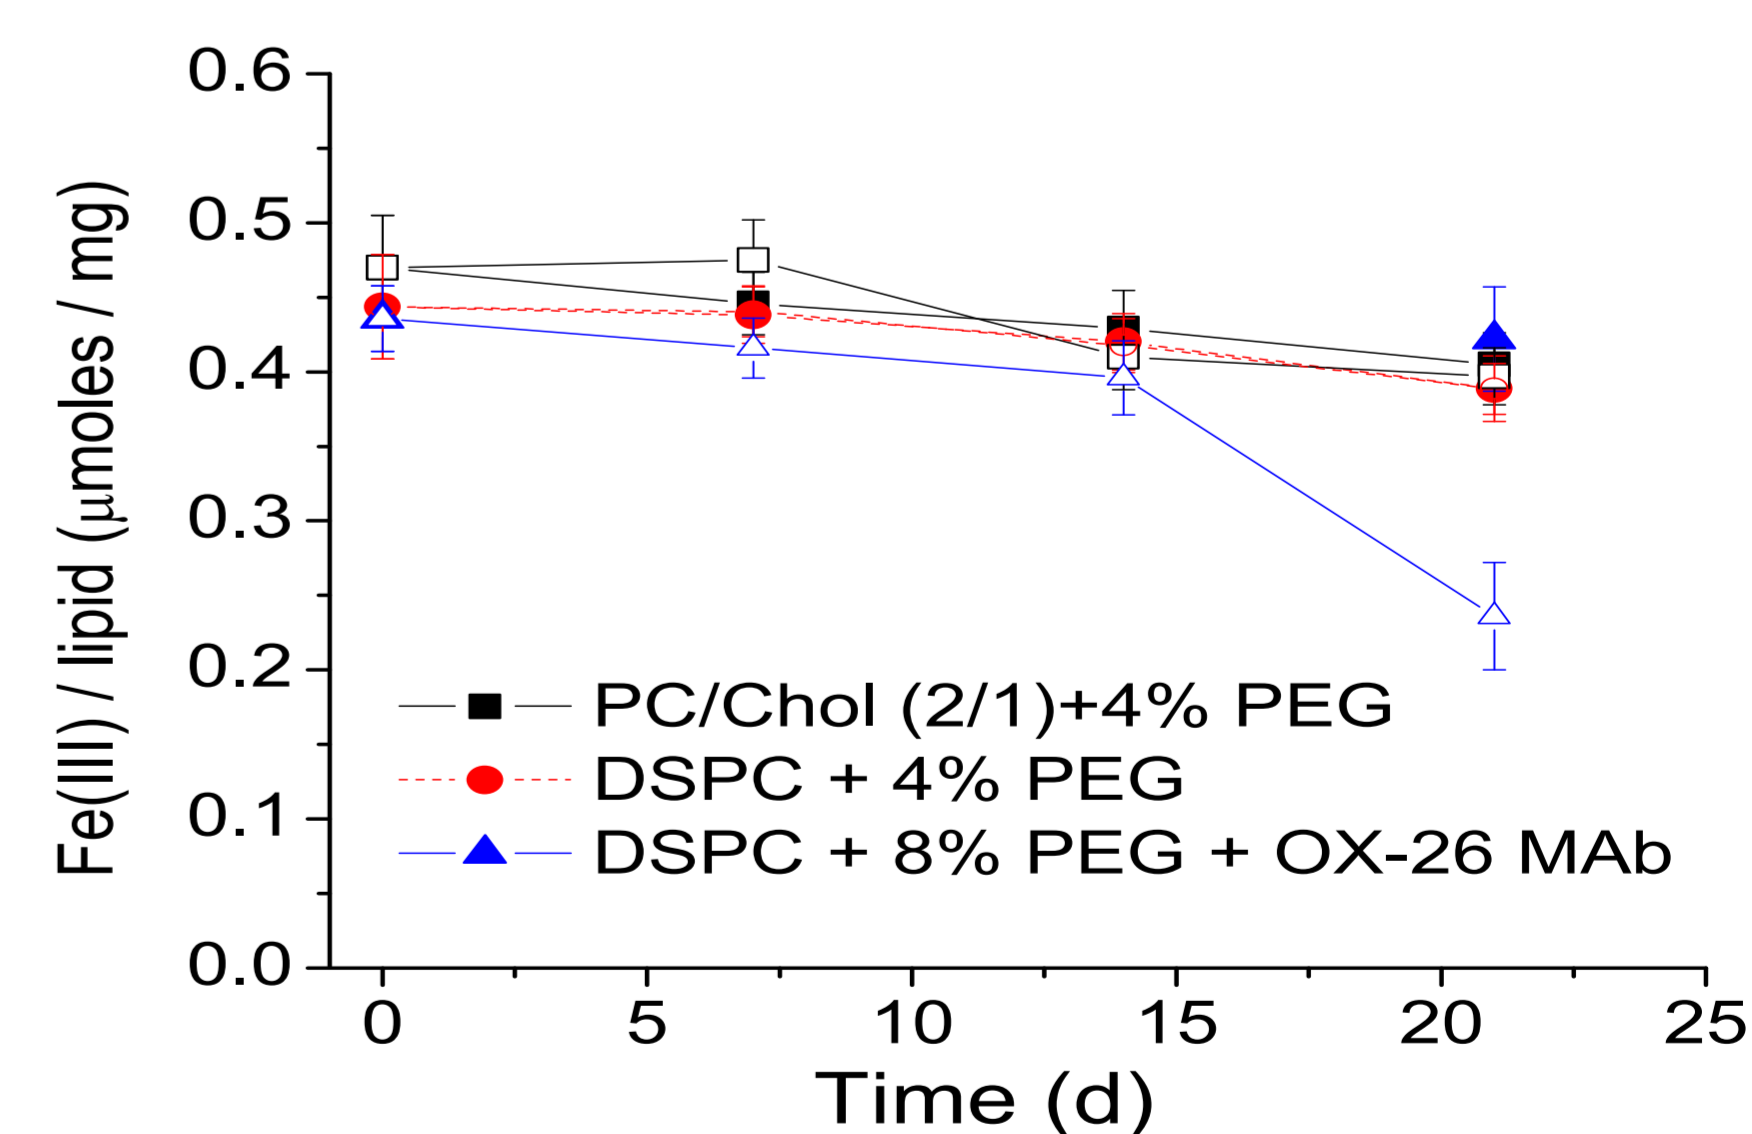 Fe(III) / lipid (μmoles / mg)
0.6
0.5
0.4
0.3
0.2
0.1
0.0
PC/Chol (2/1)+4% PEG
DSPC + 4% PEG
DSPC + 8% PEG + OX-26 MAb
0 5 10 15 20 25
Time (d)